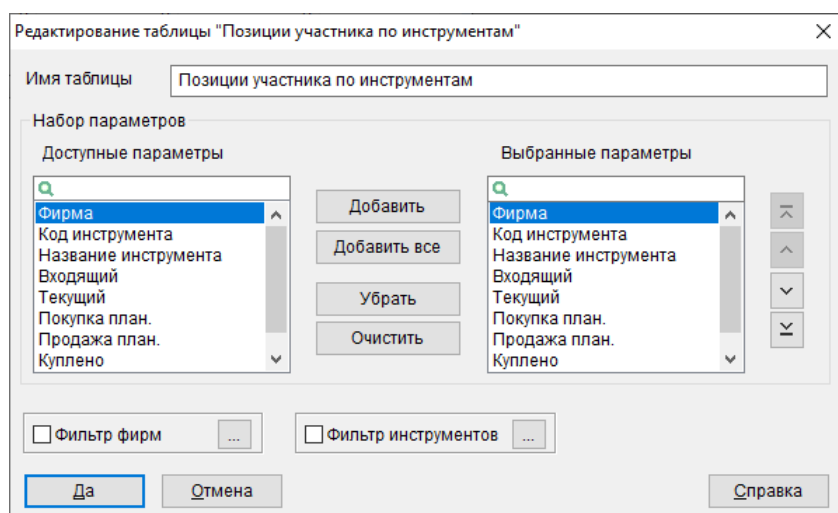 Редактирование таблицы "Позиции участника по инструментам"
Имя таблицы
Позиции участника по инструментам
Набор параметров
Доступные параметры
Выбранные параметры
Фирма
Код инструмента
Название инструмента
Входящий
Текущий
Покупка план.
Продажа план.
Куплено
Добавить
Добавить все
Убрать
Очистить
Фирма
Код инструмента
Название инструмента
Входящий
Текущий
Покупка план.
Продажа план.
Куплено
Фильтр фирм
...
Фильтр инструментов
...
Да
Отмена
Справка